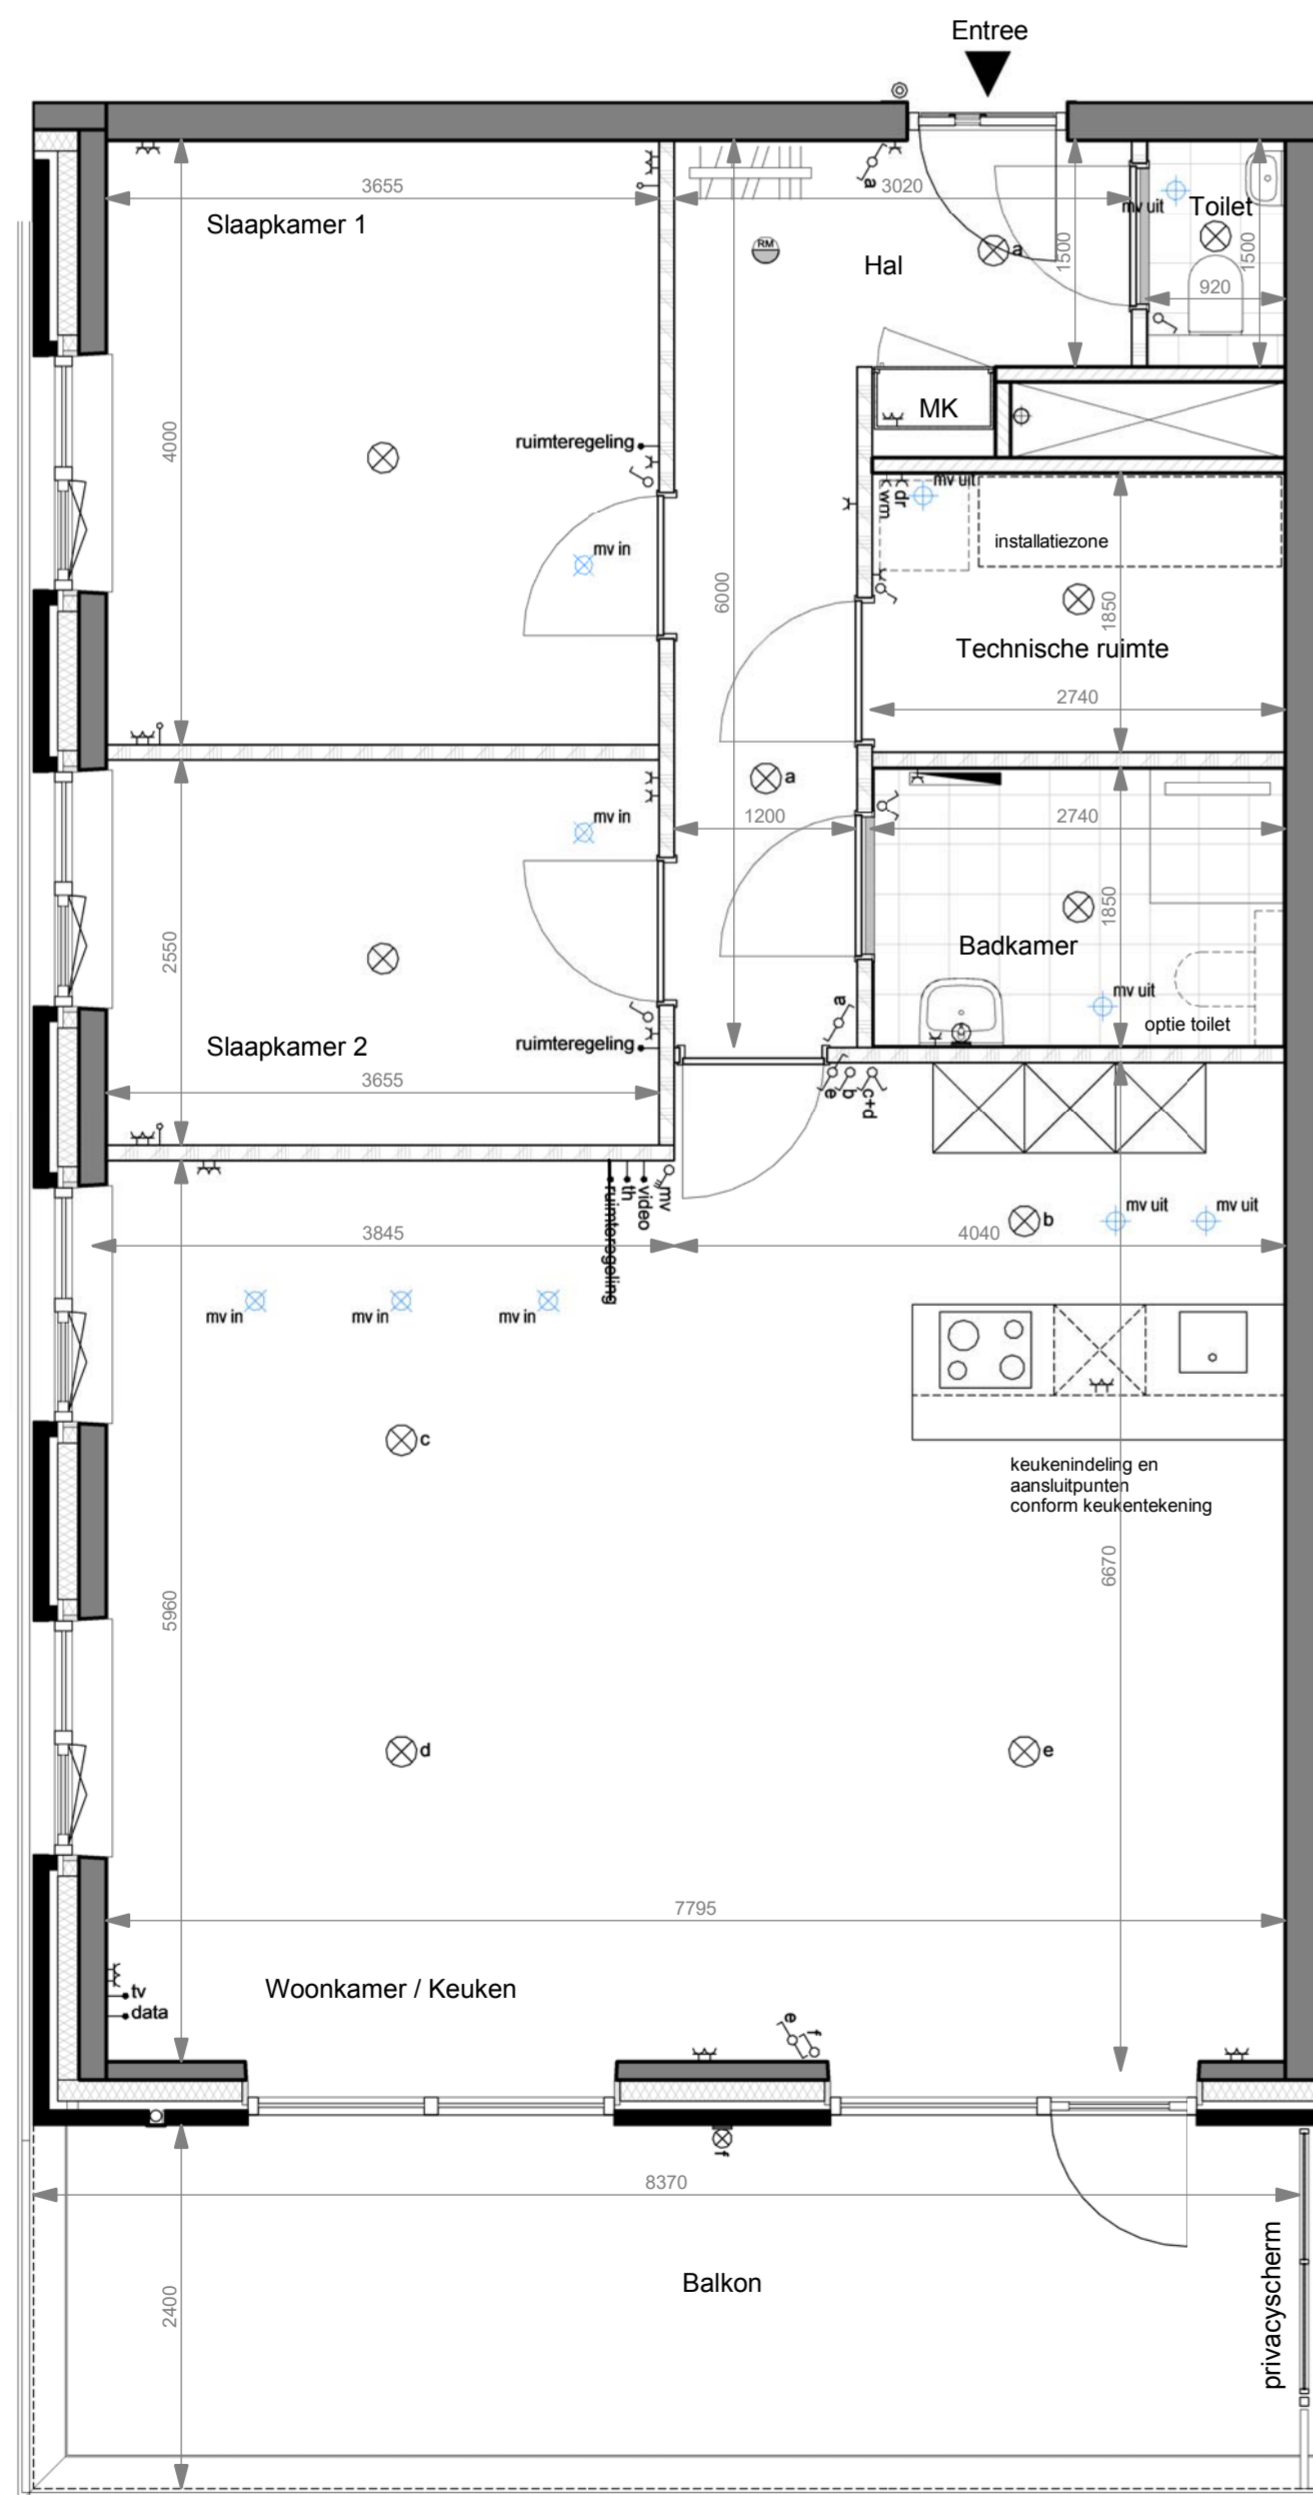 Entree
3655
3020
a
mv uit
Toilet
Slaapkamer 1
RM
Hal
a
1500
1500
920
MK
4000
ruimteregeling
mv uit
wm
dr
installatiezone
mv in
6000
1850
Technische ruimte
2740
a
mv in
1200
2740
2550
1850
Badkamer
mv uit
a
optie toilet
Slaapkamer 2
ruimteregeling
3655
e
b
c+d
ruimteregeling
th
video
mv
b
mv uit
mv uit
3845
4040
mv in
mv in
mv in
c
keukenindeling en
aansluitpunten
conform keukentekening
6670
5960
d
e
7795
Woonkamer / Keuken
tv
data
e
f
f
8370
Balkon
privacyscherm
2400